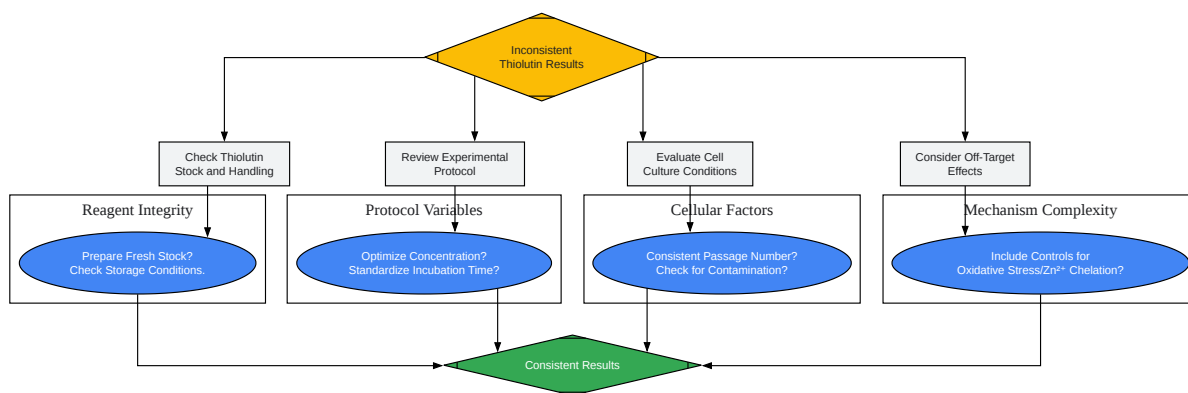 Inconsistent
Thiolutin Results
Check Thiolutin
Stock and Handling
Review Experimental
Protocol
Evaluate Cell
Culture Conditions
Consider Off-Target
Effects
Reagent Integrity
Protocol Variables
Cellular Factors
Mechanism Complexity
Prepare Fresh Stock?
Check Storage Conditions.
Optimize Concentration?
Standardize Incubation Time?
Consistent Passage Number?
Check for Contamination?
Include Controls for
Oxidative Stress/Zn²⁺ Chelation?
Consistent Results